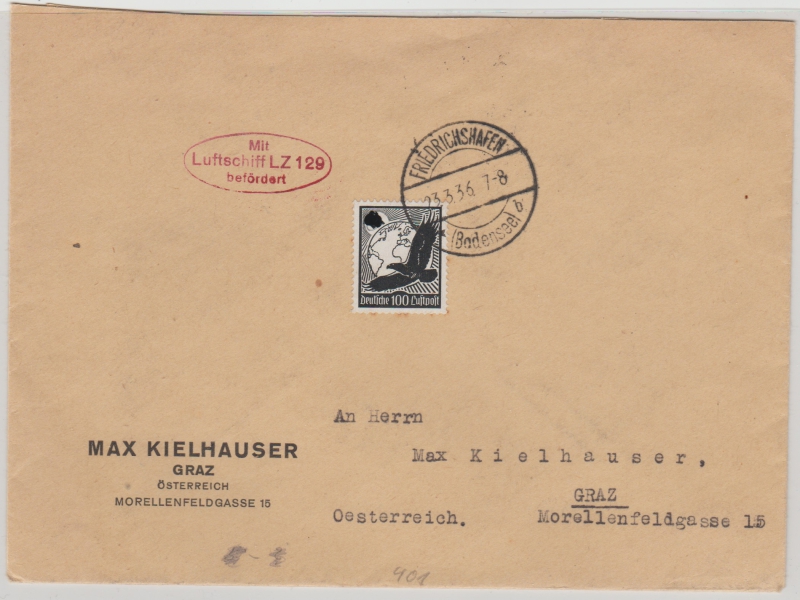 Mit
Luftschiff LZ 129
befördert
FRIEDRICHSHAFEN
23.3.36. 7-8
* (Bodensee) b
Deutsche 100 Luftpost
An Herrn
Max Kielhauser,
GRAZ
Oesterreich. Morellenfeldgasse 15
MAX KIELHAUSER
GRAZ
ÖSTERREICH
MORELLENFELDGASSE 15
401